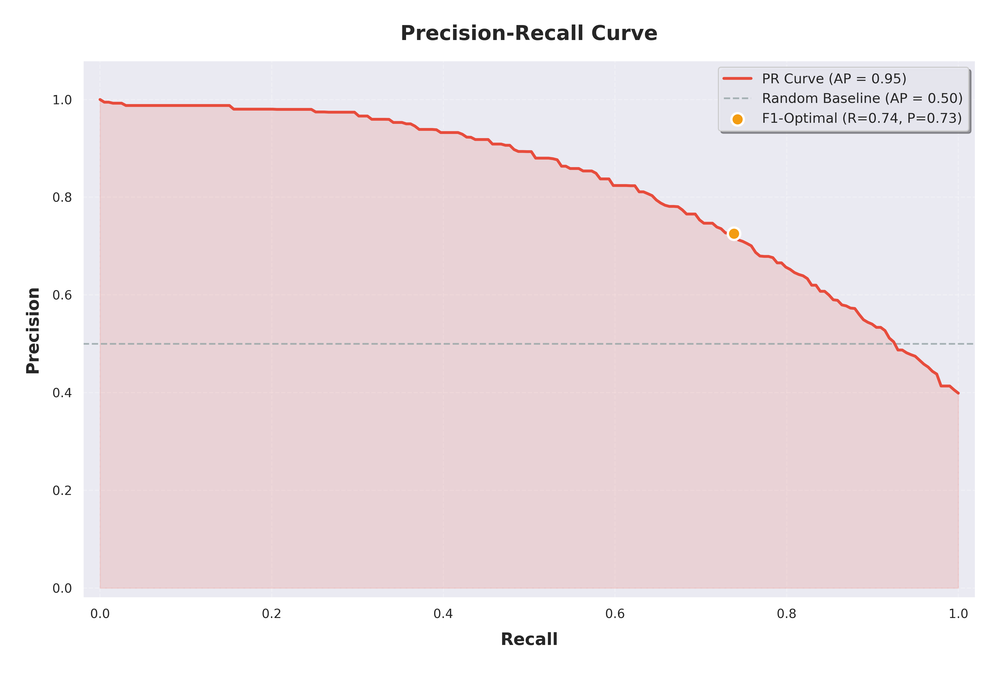 Precision-Recall Curve
PR Curve (AP = 0.95)
Random Baseline (AP = 0.50)
F1-Optimal (R=0.74, P=0.73)
Precision
1.0
0.8
0.6
0.4
0.2
0.0
0.0 0.2 0.4 0.6 0.8 1.0
Recall